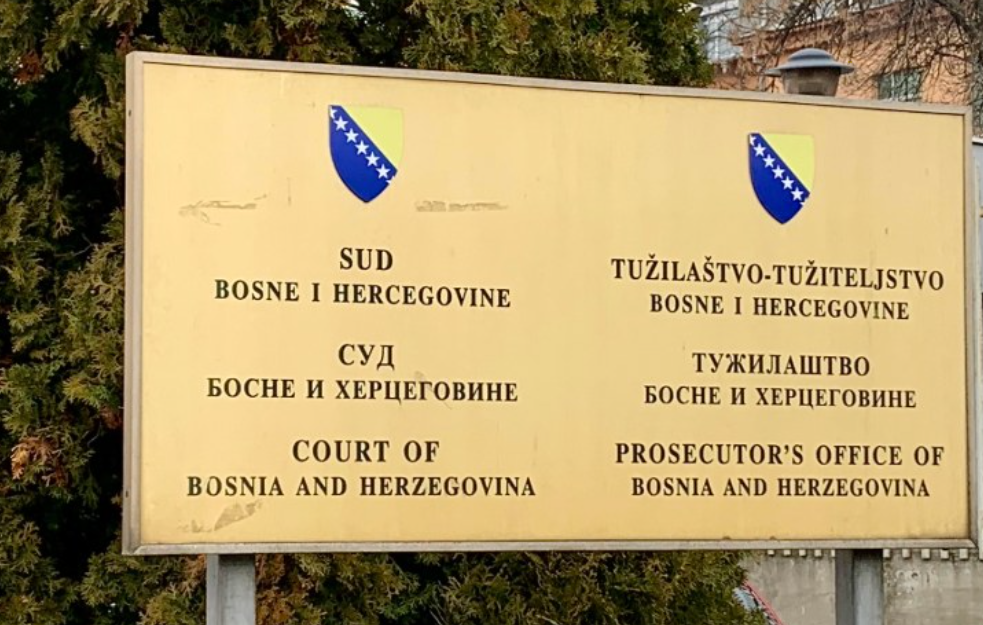 SUD
BOSNE I HERCEGOVINE
СУД
БОСНЕ И ХЕРЦЕГОВИНЕ
COURT OF
BOSNIA AND HERZEGOVINA
TUŽILAŠTVO-TUŽITELJSTVO
BOSNE I HERCEGOVINE
ТУЖИЛАШТВО
БОСНЕ И ХЕРЦЕГОВИНЕ
PROSECUTOR'S OFFICE OF
BOSNIA AND HERZEGOVINA